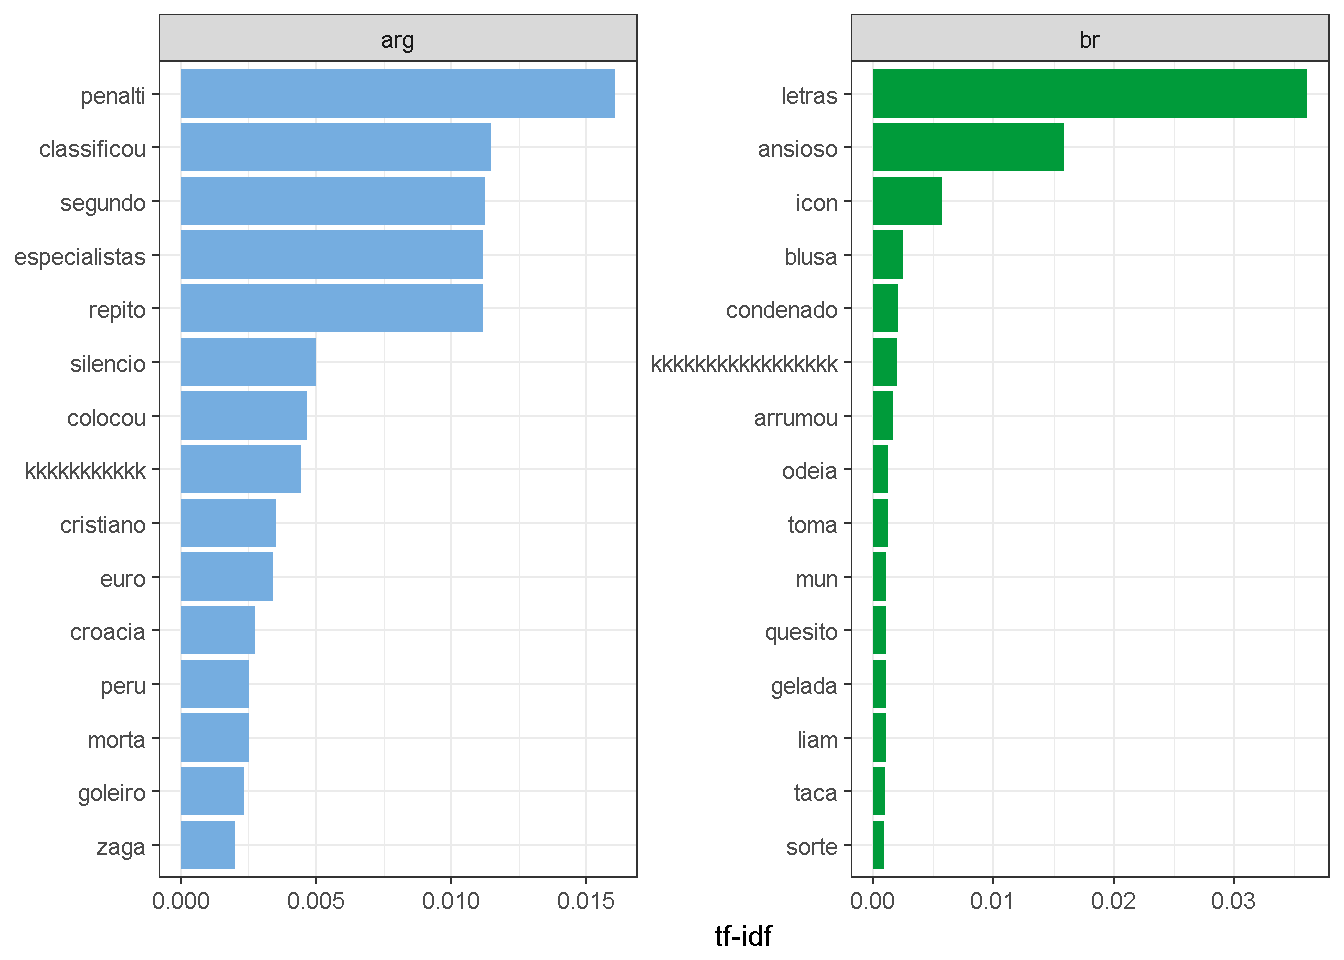 arg
penalti
classificou
segundo
especialistas
repito
silencio
colocou
kkkkkkkkkkk
cristiano
euro
croacia
peru
morta
goleiro
zaga
0.000 0.005 0.010 0.015
br
letras
ansioso
icon
blusa
condenado
kkkkkkkkkkkkkkkkk
arrumou
odeia
toma
mun
quesito
gelada
liam
taca
sorte
0.00 0.01 0.02 0.03
tf-idf